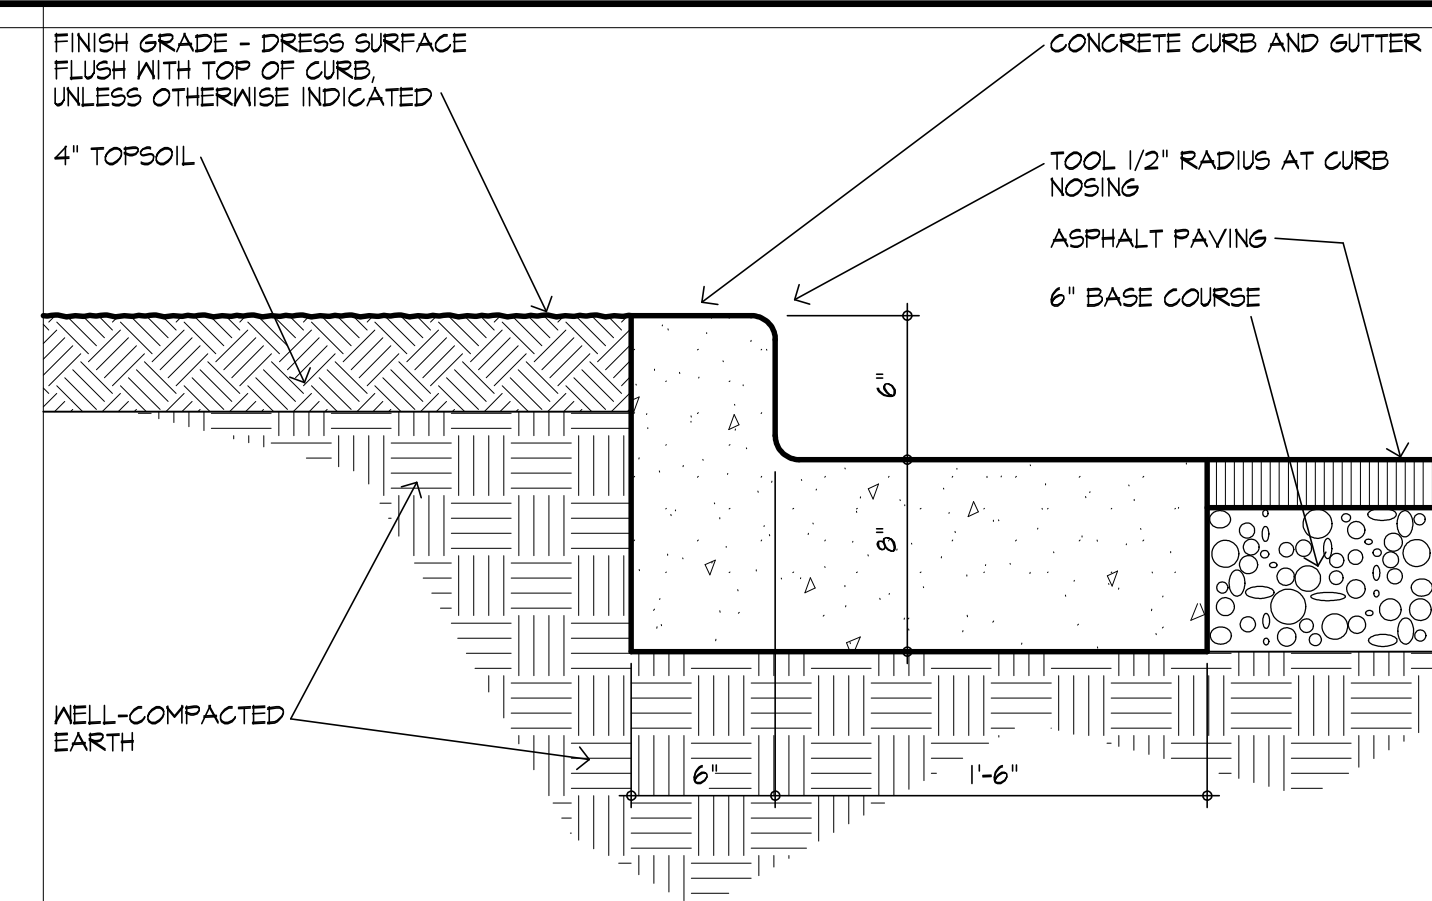 FINISH GRADE - DRESS SURFACE
FLUSH WITH TOP OF CURB,
UNLESS OTHERWISE INDICATED
4" TOPSOIL
CONCRETE CURB AND GUTTER
TOOL 1/2" RADIUS AT CURB
NOSING
ASPHALT PAVING
6" BASE COURSE
6"
8"
WELL-COMPACTED
EARTH
6"
1'-6"